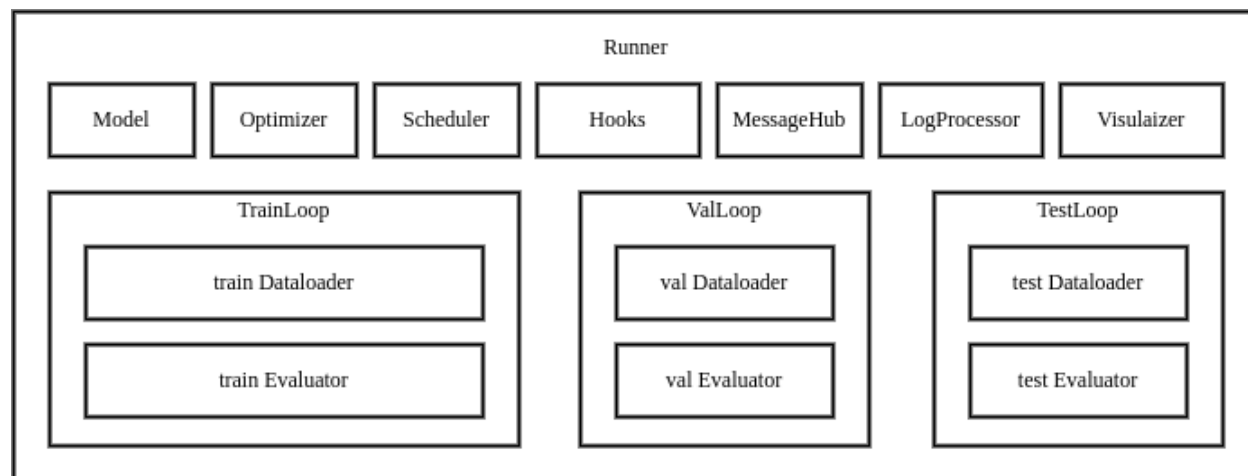 Runner
Model
Optimizer
Scheduler
Hooks
MessageHub
LogProcessor
Visulaizer
TrainLoop
train Dataloader
train Evaluator
ValLoop
val Dataloader
val Evaluator
TestLoop
test Dataloader
test Evaluator